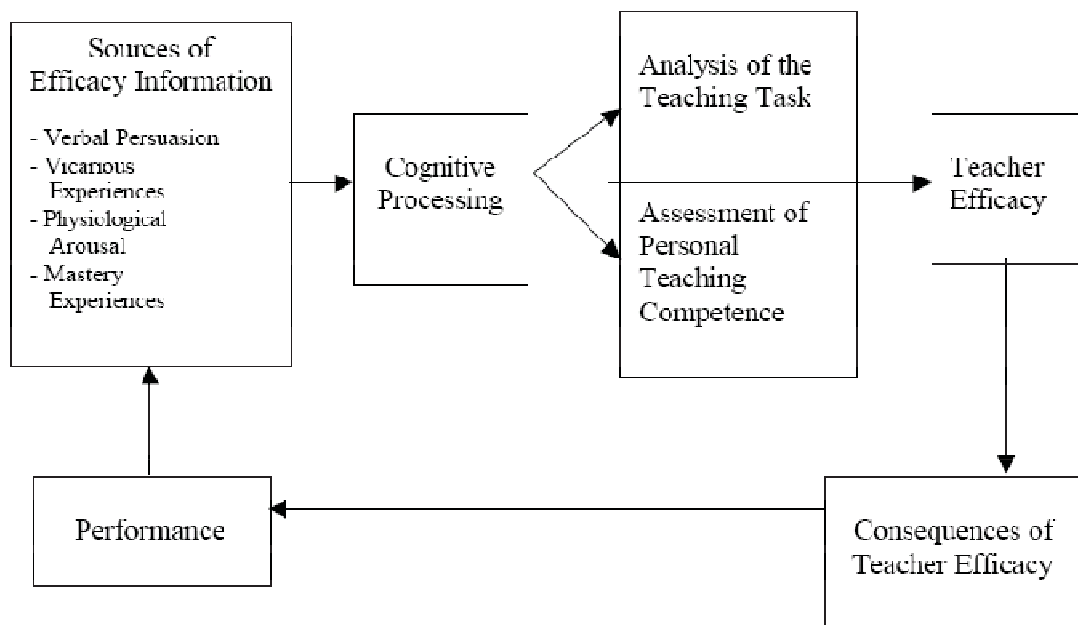 Sources of
Efficacy Information
- Verbal Persuasion
- Vicarious
Experiences
- Physiological
Arousal
- Mastery
Experiences
Cognitive
Processing
Analysis of the
Teaching Task
Assessment of
Personal
Teaching
Competence
Teacher
Efficacy
Performance
Consequences of
Teacher Efficacy